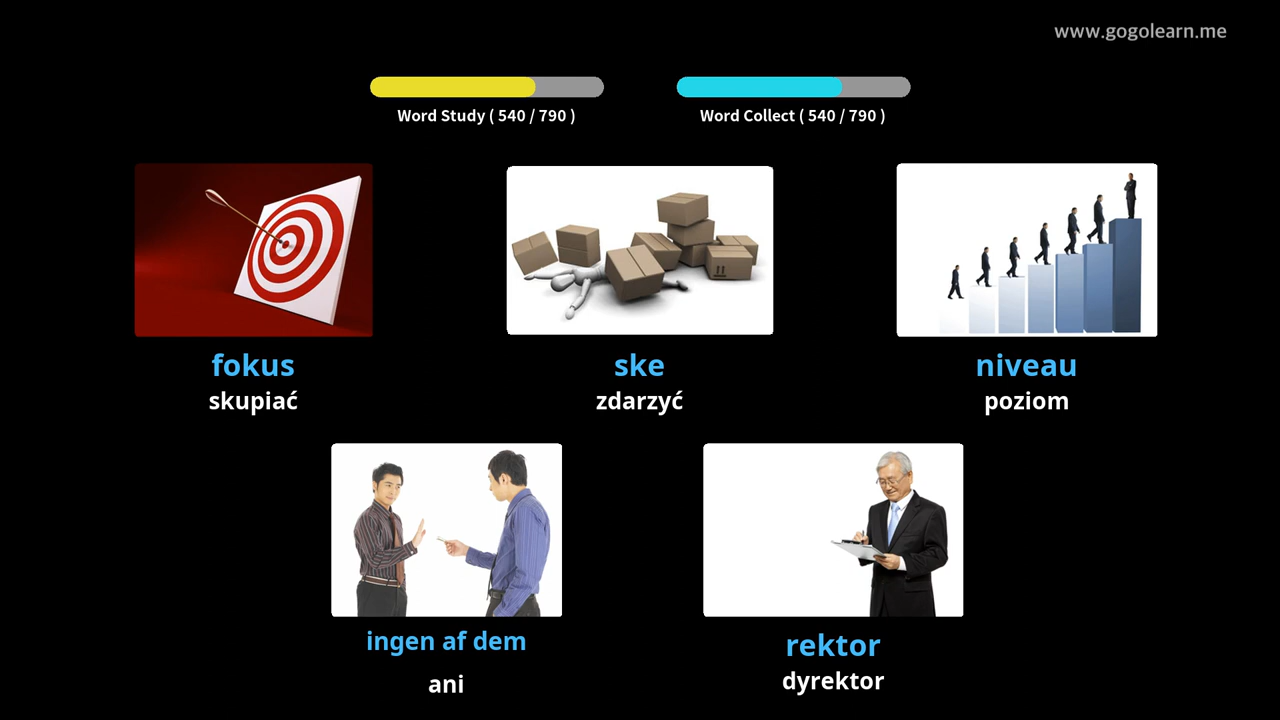 www.gogolearn.me
Word Study ( 540 / 790 )
Word Collect ( 540 / 790 )
fokus
skupiać
ske
zdarzyć
niveau
poziom
ingen af dem
ani
rektor
dyrektor